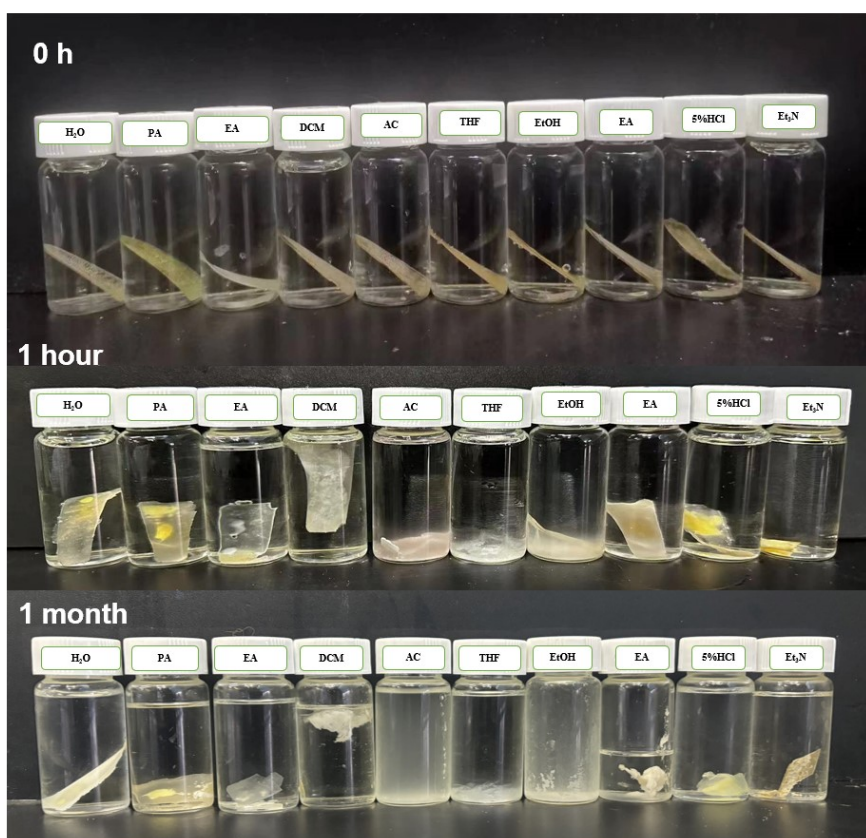 0 h
H₂O PA EA DCM AC THF EtOH EA 5%HCl Et₃N
1 hour
H₂O PA EA DCM AC THF EtOH EA 5%HCl Et₃N
1 month
H₂O PA EA DCM AC THF EtOH EA 5%HCl Et₃N